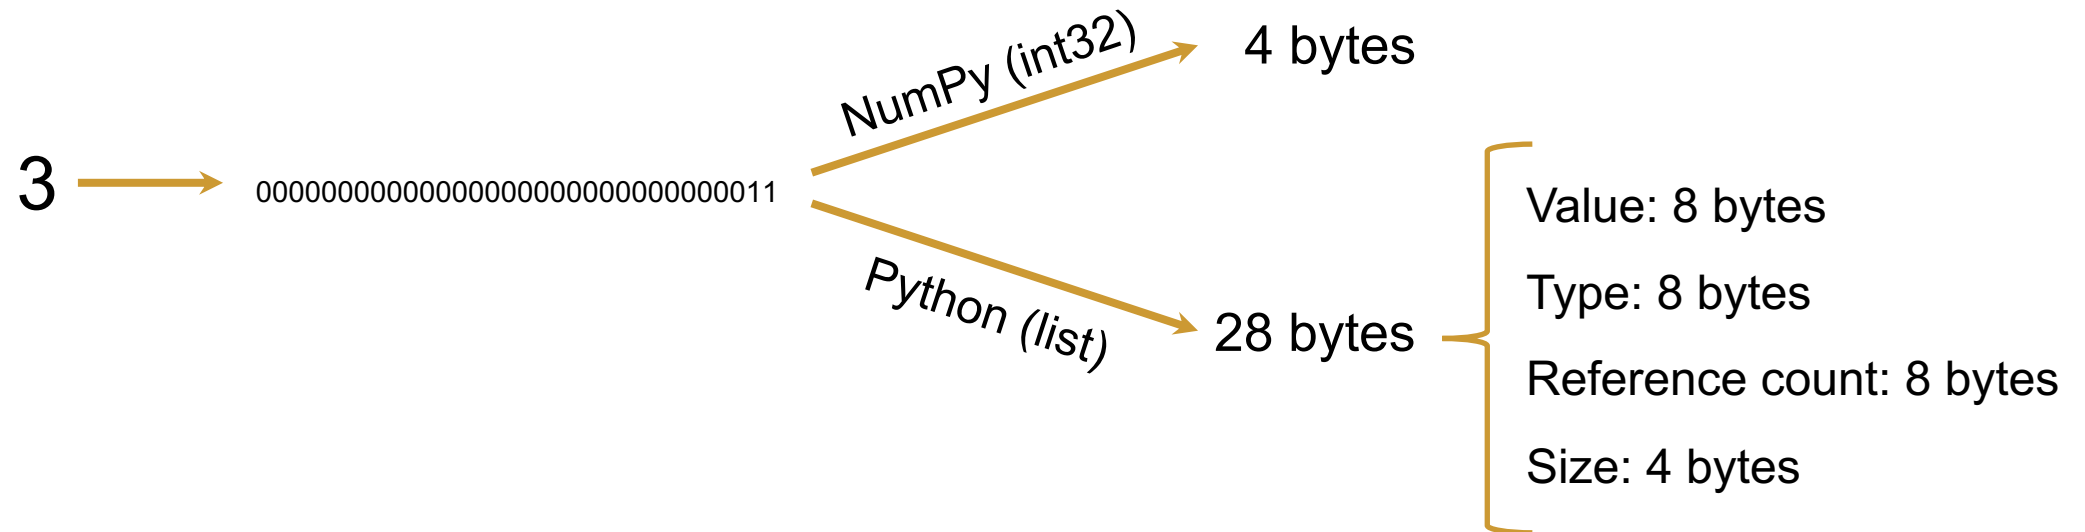 3
00000000000000000000000000000011
NumPy (int32)
4 bytes
Python (list)
28 bytes
Value: 8 bytes
Type: 8 bytes
Reference count: 8 bytes
Size: 4 bytes